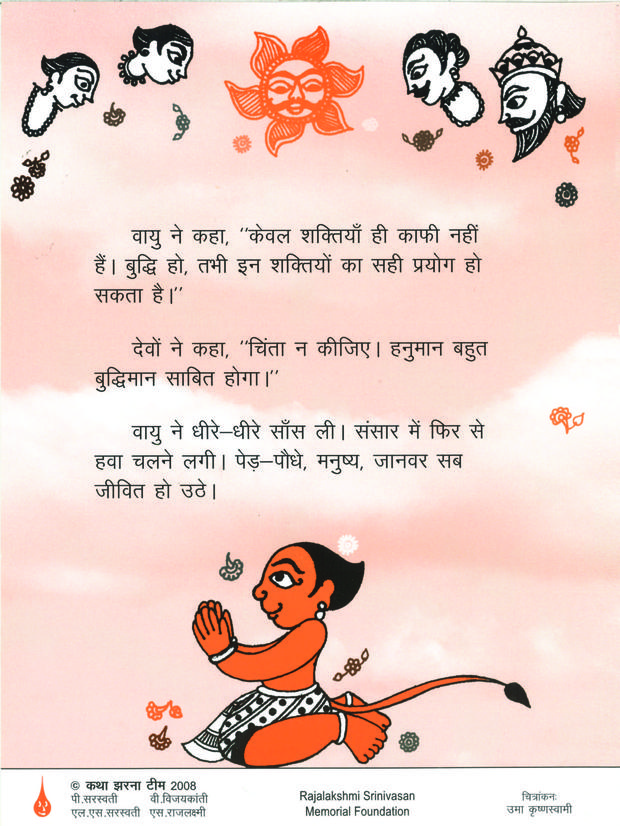 वायु ने कहा, ‘‘केवल शक्तियाँ ही काफी नहीं
हैं। बुद्धि हो, तभी इन शक्तियों का सही प्रयोग हो
सकता है।’’
देवों ने कहा, ‘‘चिंता न कीजिए। हनुमान बहुत
बुद्धिमान साबित होगा।’’
वायु ने धीरे–धीरे साँस ली। संसार में फिर से
हवा चलने लगी। पेड़–पौधे, मनुष्य, जानवर सब
जीवित हो उठे।
© कथा झरना टीम 2008
पी.सरस्वती वी.विजयकांती
एल.एस.सरस्वती एस.राजलक्ष्मी
Rajalakshmi Srinivasan
Memorial Foundation
चित्रांकनः
उमा कृष्णस्वामी